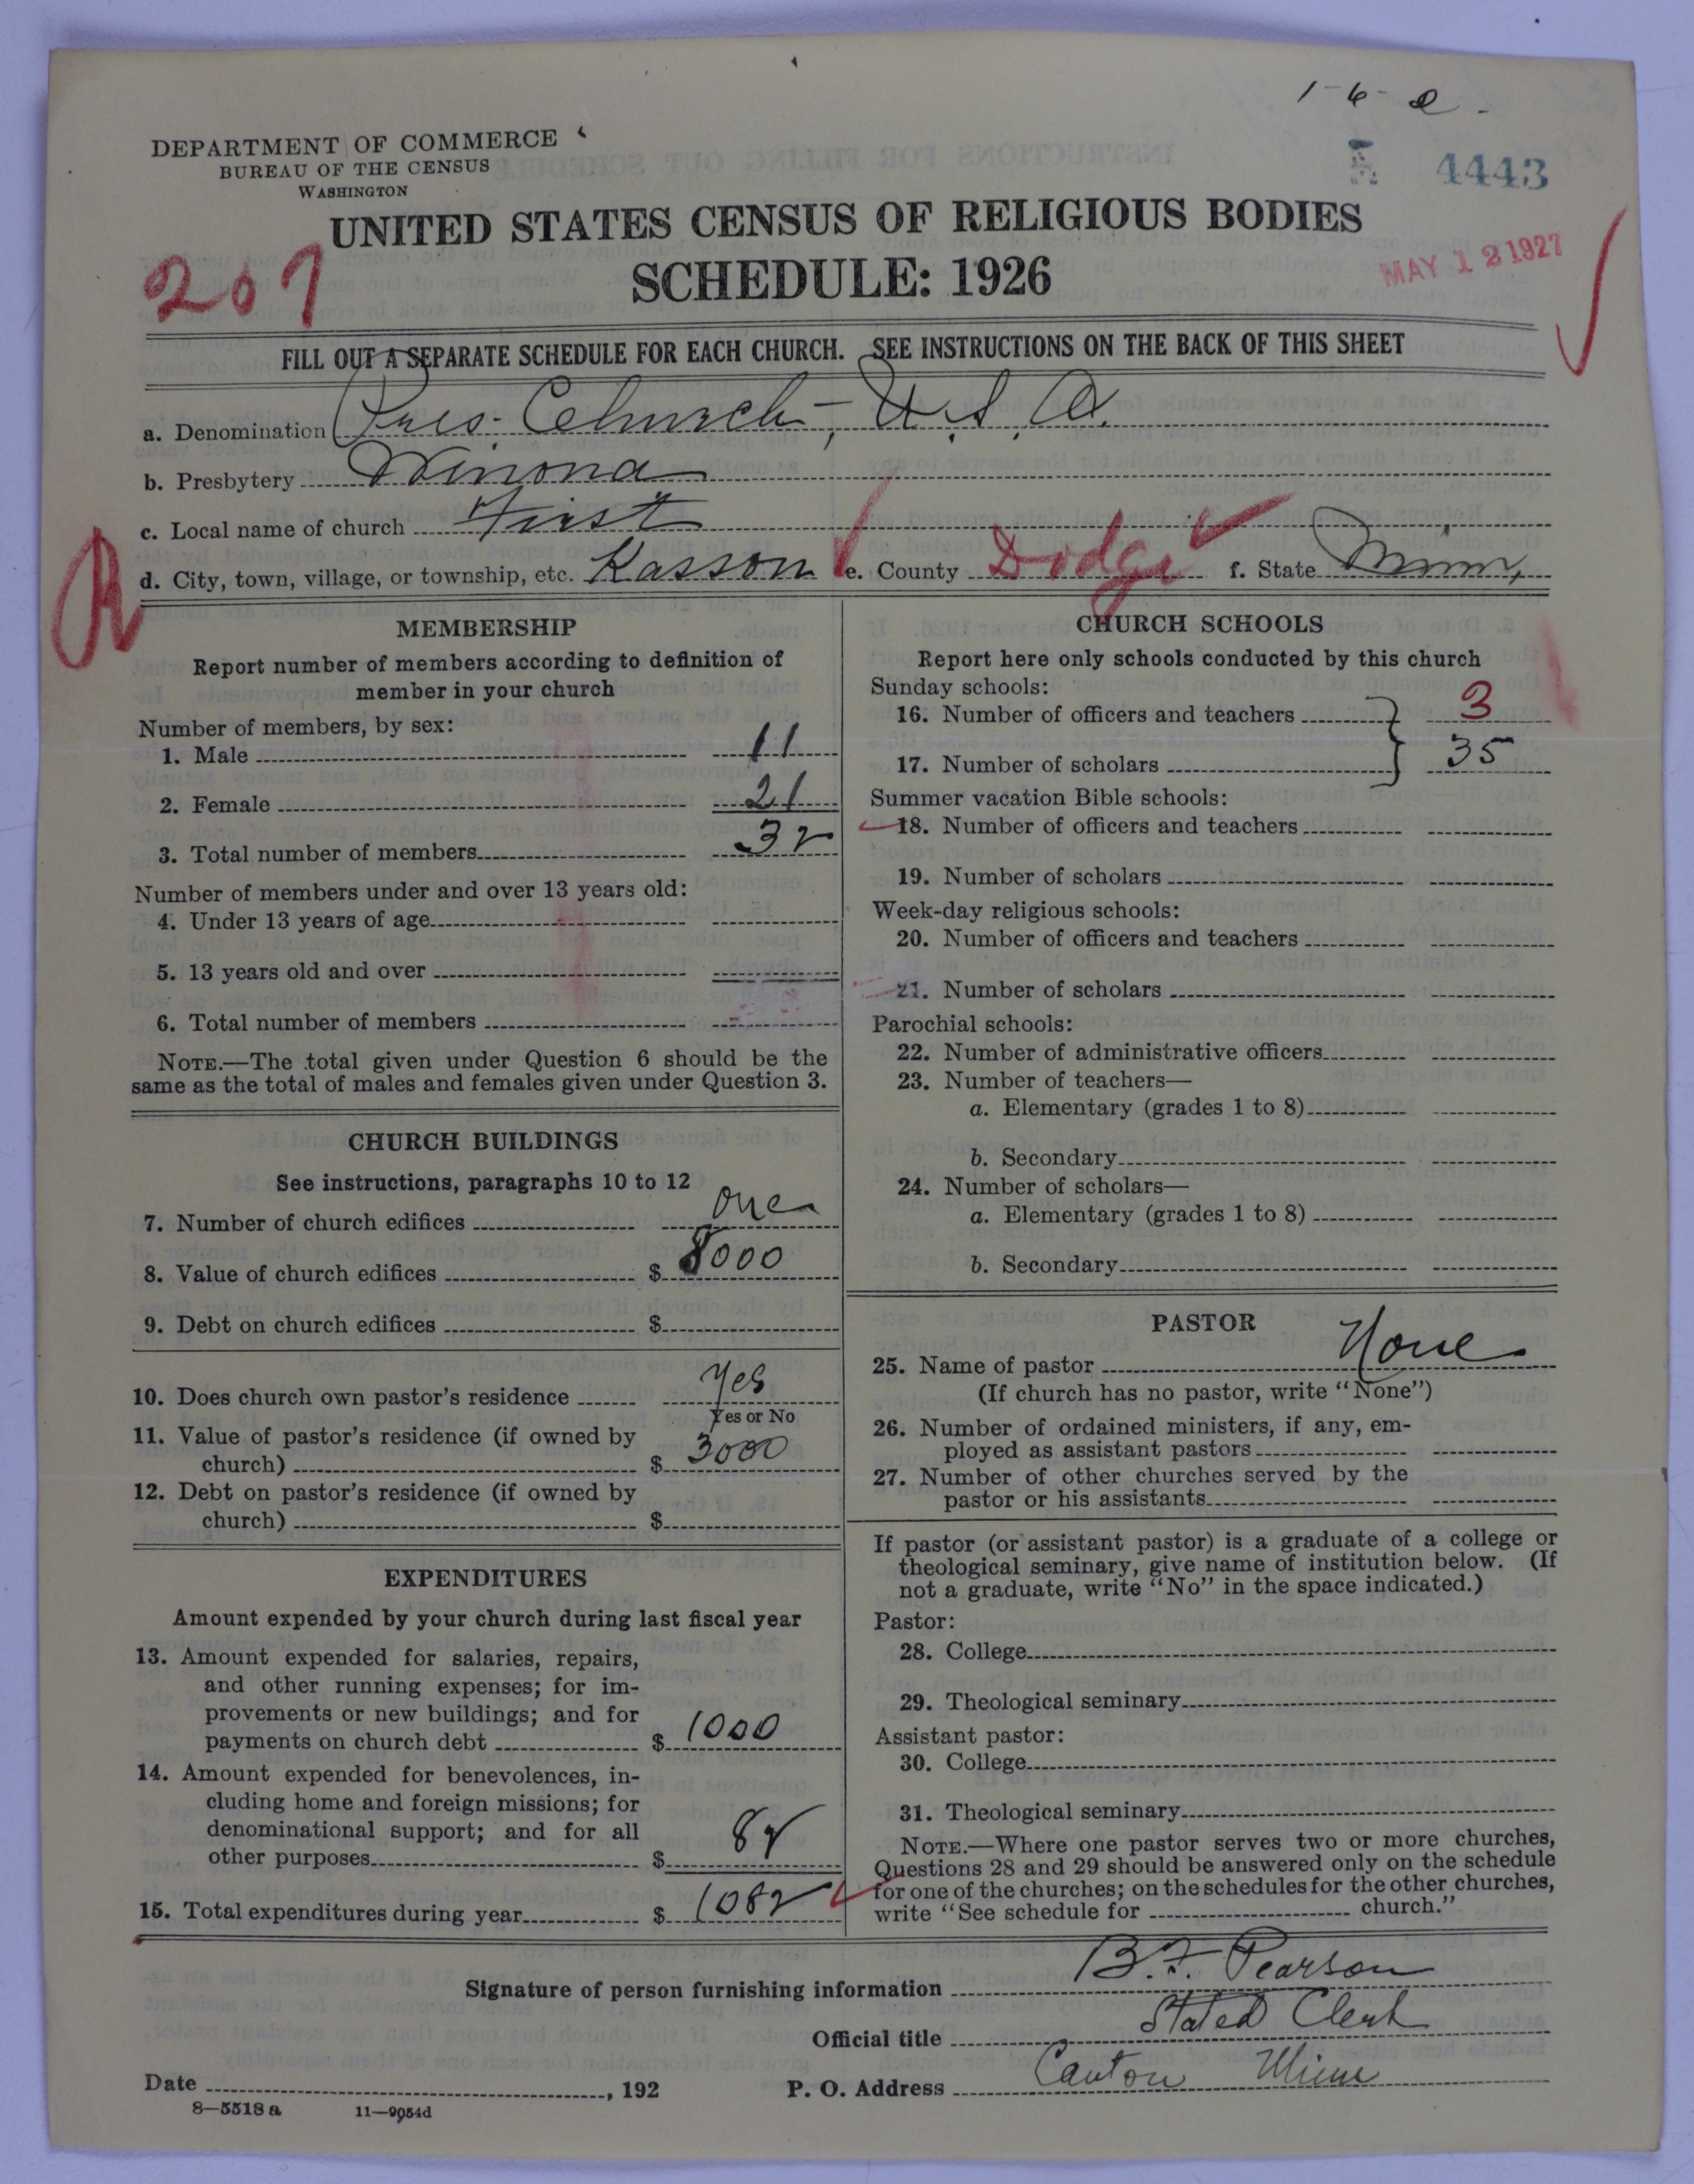 1-6-
DEPARTMENT OF COMMERCE
BUREAU OF THE CENSUS
WASHINGTON
4443
UNITED STATES CENSUS OF RELIGIOUS BODIES
SCHEDULE: 1926
207
MAY 12 1927
FILL OUT A SEPARATE SCHEDULE FOR EACH CHURCH. SEE INSTRUCTIONS ON THE BACK OF THIS SHEET
a. Denomination Pres. Church, U.S.A.
b. Presbytery Winona
c. Local name of church First
R
d. City, town, village, or township, etc. Kasson e. County Dodge f. State Minn,
MEMBERSHIP
Report number of members according to definition of
member in your church
Number of members, by sex:
1. Male 11
2. Female 21
3. Total number of members 32
Number of members under and over 13 years old:
4. Under 13 years of age
5. 13 years old and over
6. Total number of members
NOTE.—The total given under Question 6 should be the
same as the total of males and females given under Question 3.
CHURCH BUILDINGS
See instructions, paragraphs 10 to 12
7. Number of church edifices one
8. Value of church edifices $ 8000
9. Debt on church edifices $
10. Does church own pastor's residence Yes
Yes or No
11. Value of pastor's residence (if owned by
church) $ 3000
12. Debt on pastor's residence (if owned by
church) $
EXPENDITURES
Amount expended by your church during last fiscal year
13. Amount expended for salaries, repairs,
and other running expenses; for im-
provements or new buildings; and for
payments on church debt $ 1000
14. Amount expended for benevolences, in-
cluding home and foreign missions; for
denominational support; and for all
other purposes $ 82
15. Total expenditures during year $ 1082
CHURCH SCHOOLS
Report here only schools conducted by this church
Sunday schools:
16. Number of officers and teachers 3
17. Number of scholars 35
Summer vacation Bible schools:
18. Number of officers and teachers
19. Number of scholars
Week-day religious schools:
20. Number of officers and teachers
21. Number of scholars
Parochial schools:
22. Number of administrative officers
23. Number of teachers—
a. Elementary (grades 1 to 8)
b. Secondary
24. Number of scholars—
a. Elementary (grades 1 to 8)
b. Secondary
PASTOR
25. Name of pastor None
(If church has no pastor, write "None")
26. Number of ordained ministers, if any, em-
ployed as assistant pastors
27. Number of other churches served by the
pastor or his assistants
If pastor (or assistant pastor) is a graduate of a college or
theological seminary, give name of institution below. (If
not a graduate, write "No" in the space indicated.)
Pastor:
28. College
29. Theological seminary
Assistant pastor:
30. College
31. Theological seminary
NOTE.—Where one pastor serves two or more churches,
Questions 28 and 29 should be answered only on the schedule
for one of the churches; on the schedules for the other churches,
write "See schedule for church."
Signature of person furnishing information B. F. Pearson
Official title Stated Clerk
Date , 192 P. O. Address Canton Minn
8—5518 a 11—9054d